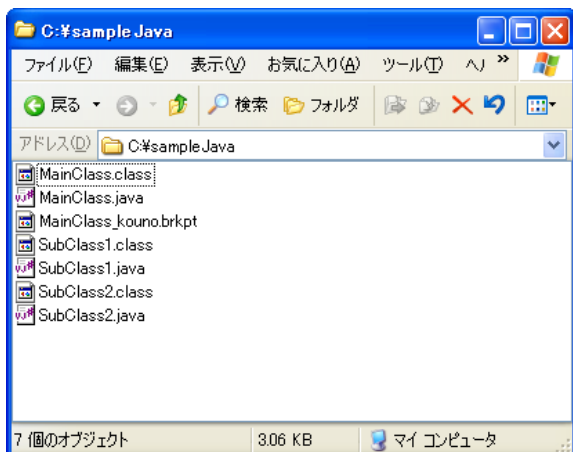 C:¥sample Java
ファイル(F) 編集(E) 表示(V) お気に入り(A) ツール(T) ヘ »
戻る 検索 フォルダ
アドレス(D) C:¥sample Java
MainClass.class
MainClass.java
MainClass_kouno.brkpt
SubClass1.class
SubClass1.java
SubClass2.class
SubClass2.java
7 個のオブジェクト 3.06 KB マイ コンピュータ